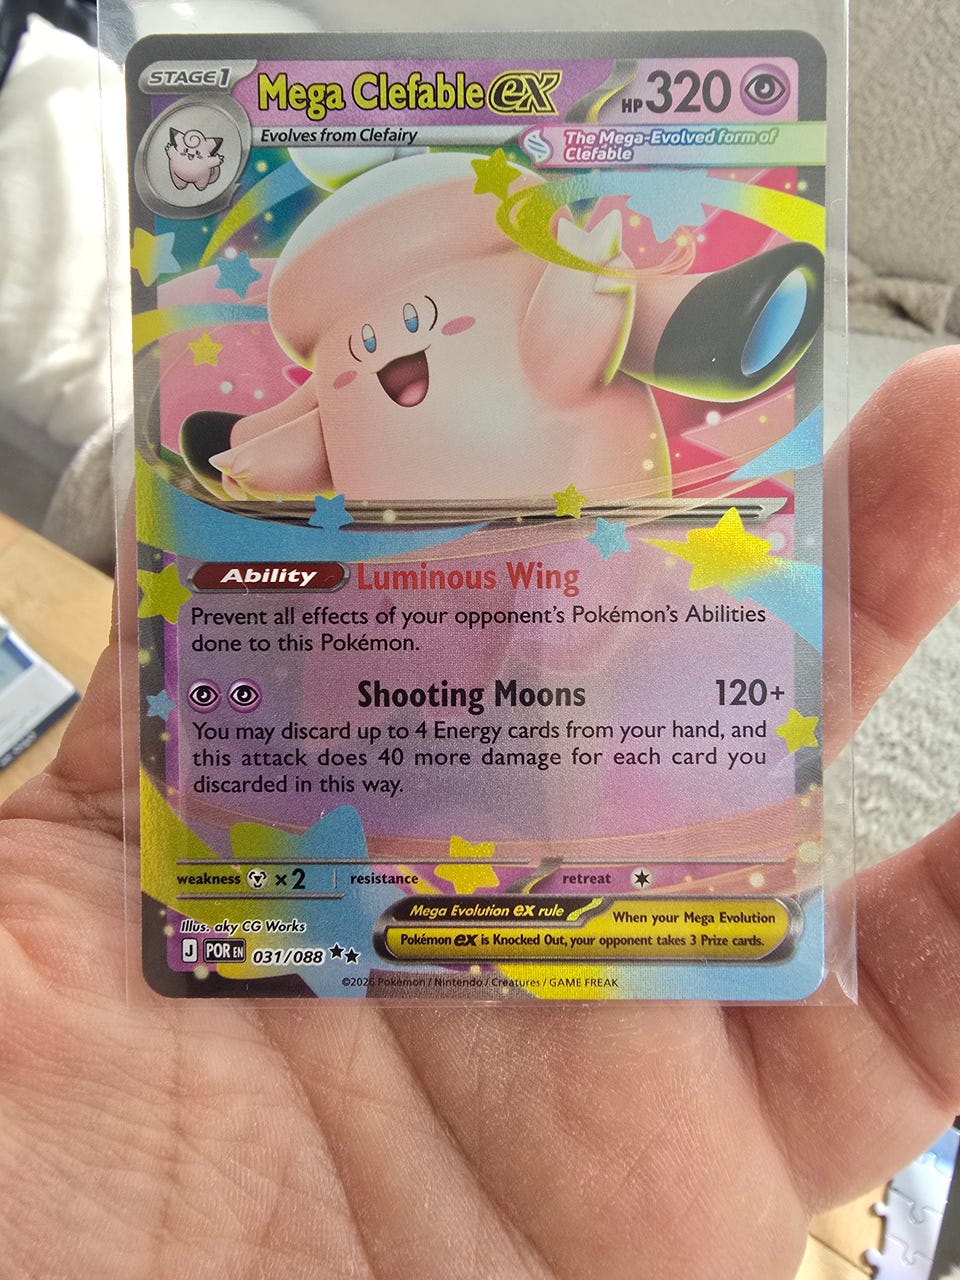 STAGE 1 Mega Clefable ex HP 320
Evolves from Clefairy
The Mega-Evolved form of
Clefable
Ability Luminous Wing
Prevent all effects of your opponent's Pokémon's Abilities
done to this Pokémon.
Shooting Moons 120+
You may discard up to 4 Energy cards from your hand, and
this attack does 40 more damage for each card you
discarded in this way.
weakness ×2 resistance retreat
Illus. aky CG Works
J POR EN 031/088
Mega Evolution ex rule When your Mega Evolution
Pokémon ex is Knocked Out, your opponent takes 3 Prize cards.
©2026 Pokémon / Nintendo / Creatures / GAME FREAK